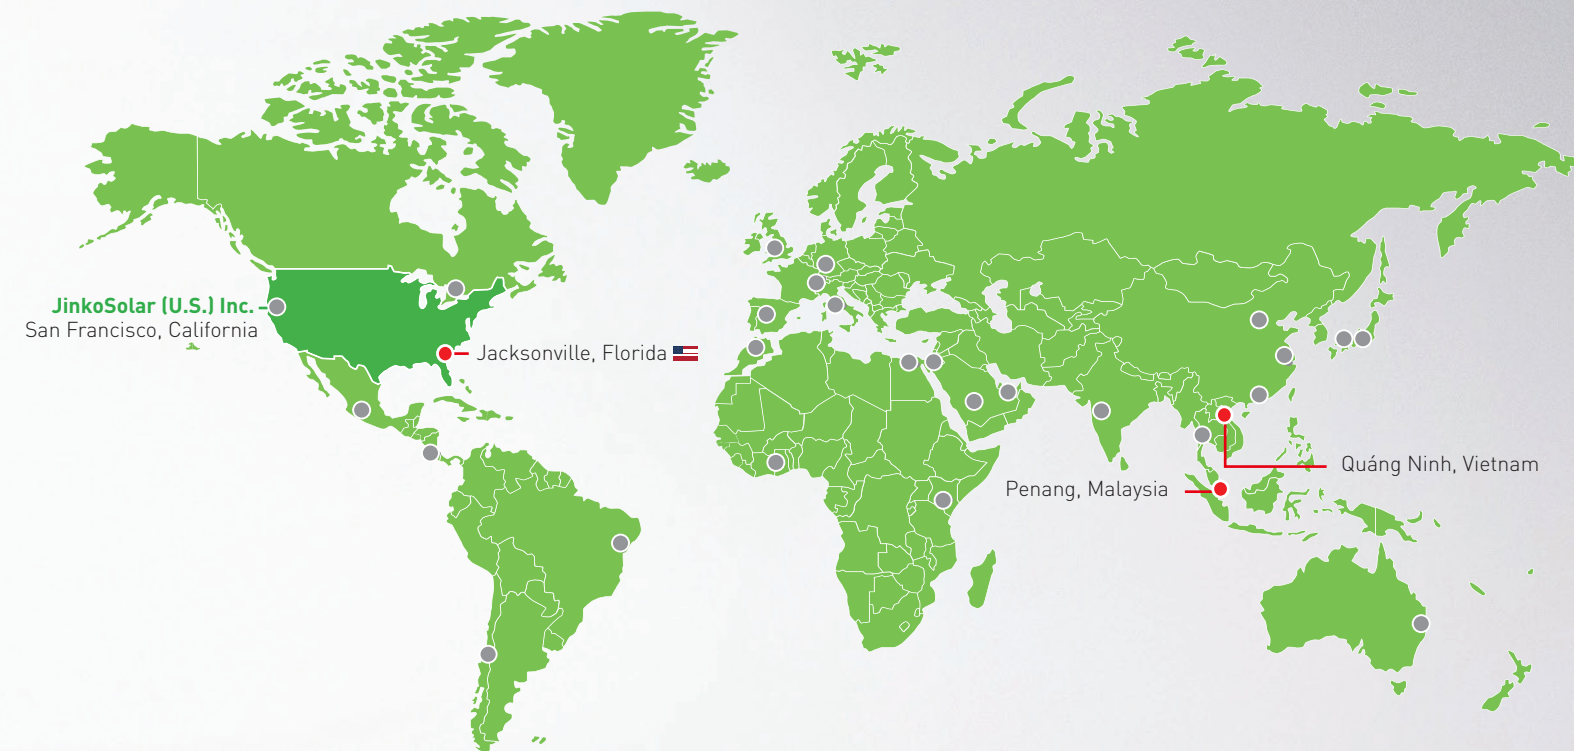 JinkoSolar (U.S.) Inc.
San Francisco, California
Jacksonville, Florida
Quáng Ninh, Vietnam
Penang, Malaysia